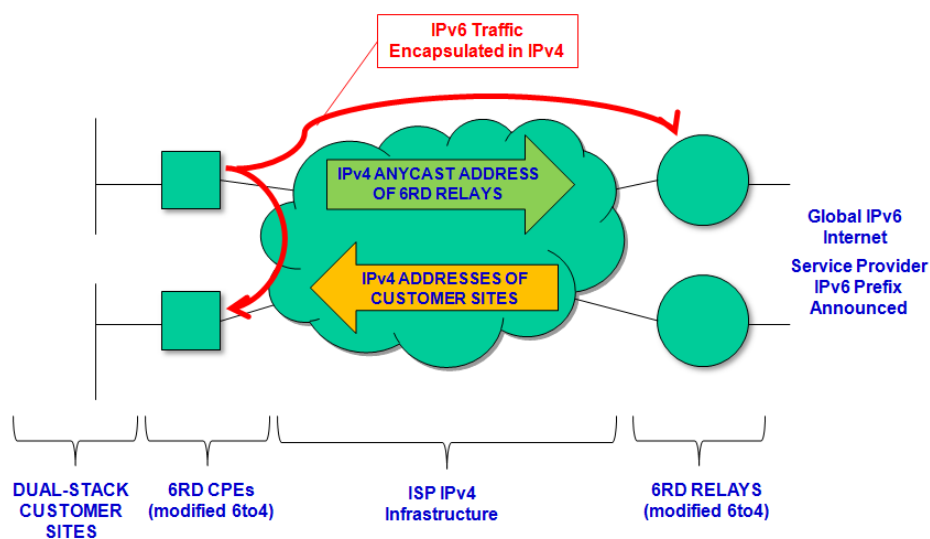 IPv6 Traffic
Encapsulated in IPv4
IPv4 ANYCAST ADDRESS
OF 6RD RELAYS
IPv4 ADDRESSES OF
CUSTOMER SITES
Global IPv6
Internet
Service Provider
IPv6 Prefix
Announced
DUAL-STACK
CUSTOMER
SITES
6RD CPEs
(modified 6to4)
ISP IPv4
Infrastructure
6RD RELAYS
(modified 6to4)